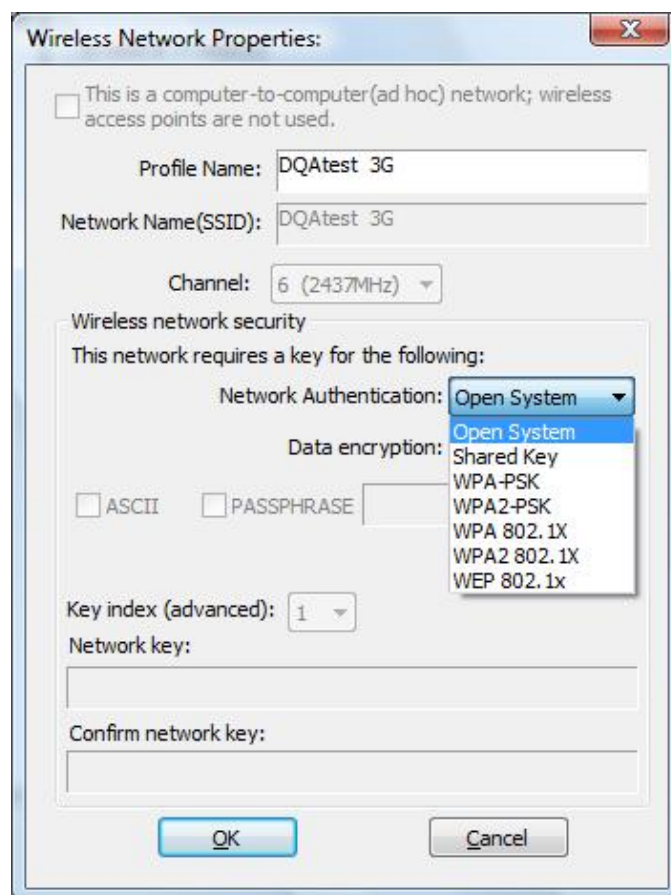 Wireless Network Properties:
X
This is a computer-to-computer(ad hoc) network; wireless
access points are not used.
Profile Name: DQAtest 3G
Network Name(SSID): DQAtest 3G
Channel: 6 (2437MHz)
Wireless network security
This network requires a key for the following:
Network Authentication: Open System
Open System
Data encryption:
Shared Key
WPA-PSK
WPA2-PSK
WPA 802.1X
WPA2 802.1X
WEP 802.1x
ASCII PASSPHRASE
Key index (advanced): 1
Network key:
Confirm network key:
OK Cancel